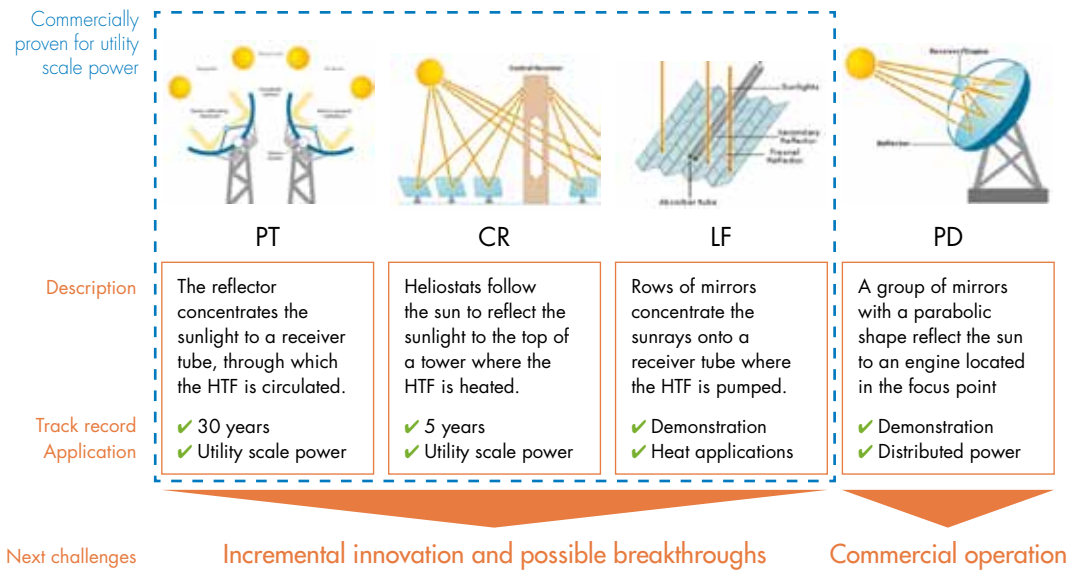 Commercially
proven for utility
scale power
Central Receiver
Sunlights
Secondary
Reflector
Fresnel
Reflector
Absorber Tube
Receiver/Engine
Reflector
PT
CR
LF
PD
Description
The reflector
concentrates the
sunlight to a receiver
tube, through which
the HTF is circulated.
Heliostats follow
the sun to reflect the
sunlight to the top of
a tower where the
HTF is heated.
Rows of mirrors
concentrate the
sunrays onto a
receiver tube where
the HTF is pumped.
A group of mirrors
with a parabolic
shape reflect the sun
to an engine located
in the focus point
Track record
Application
✔ 30 years
✔ Utility scale power
✔ 5 years
✔ Utility scale power
✔ Demonstration
✔ Heat applications
✔ Demonstration
✔ Distributed power
Next challenges
Incremental innovation and possible breakthroughs
Commercial operation